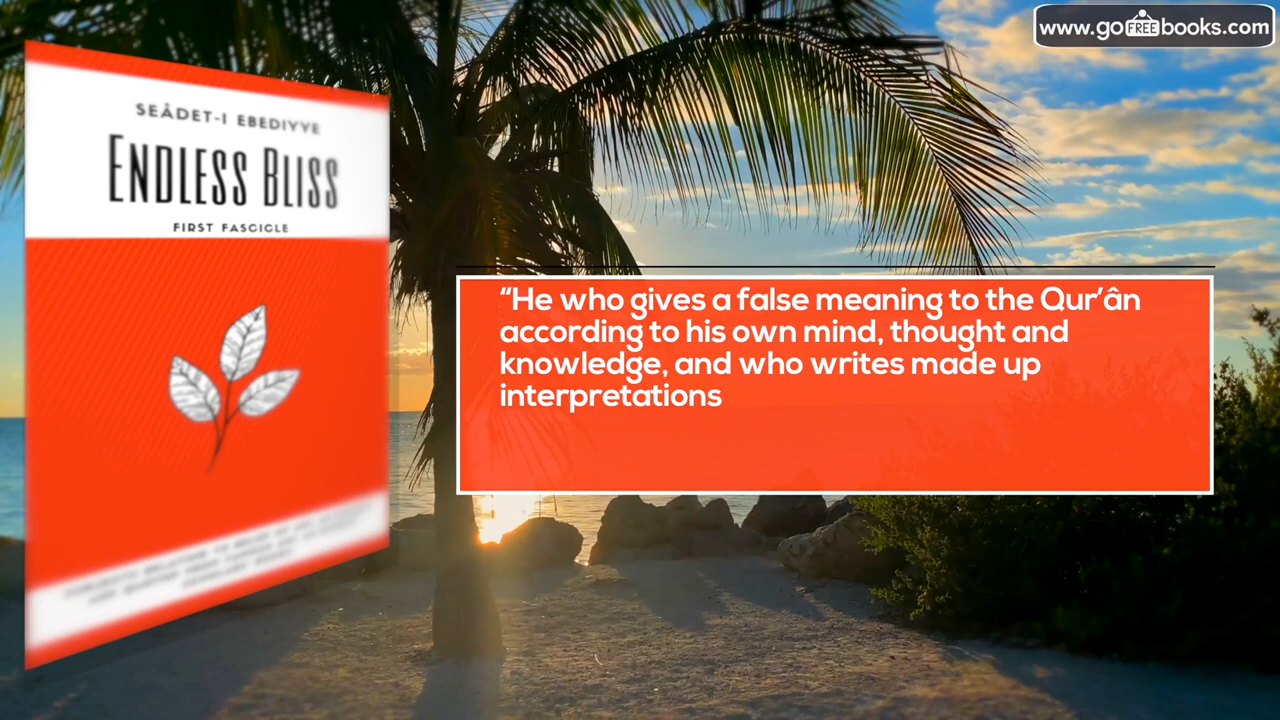 www.goFREEbooks.com
SEÂDET-I EBEDIYYE
ENDLESS BLISS
FIRST FASCICLE
“He who gives a false meaning to the Qur’ân
according to his own mind, thought and
knowledge, and who writes made up
interpretations